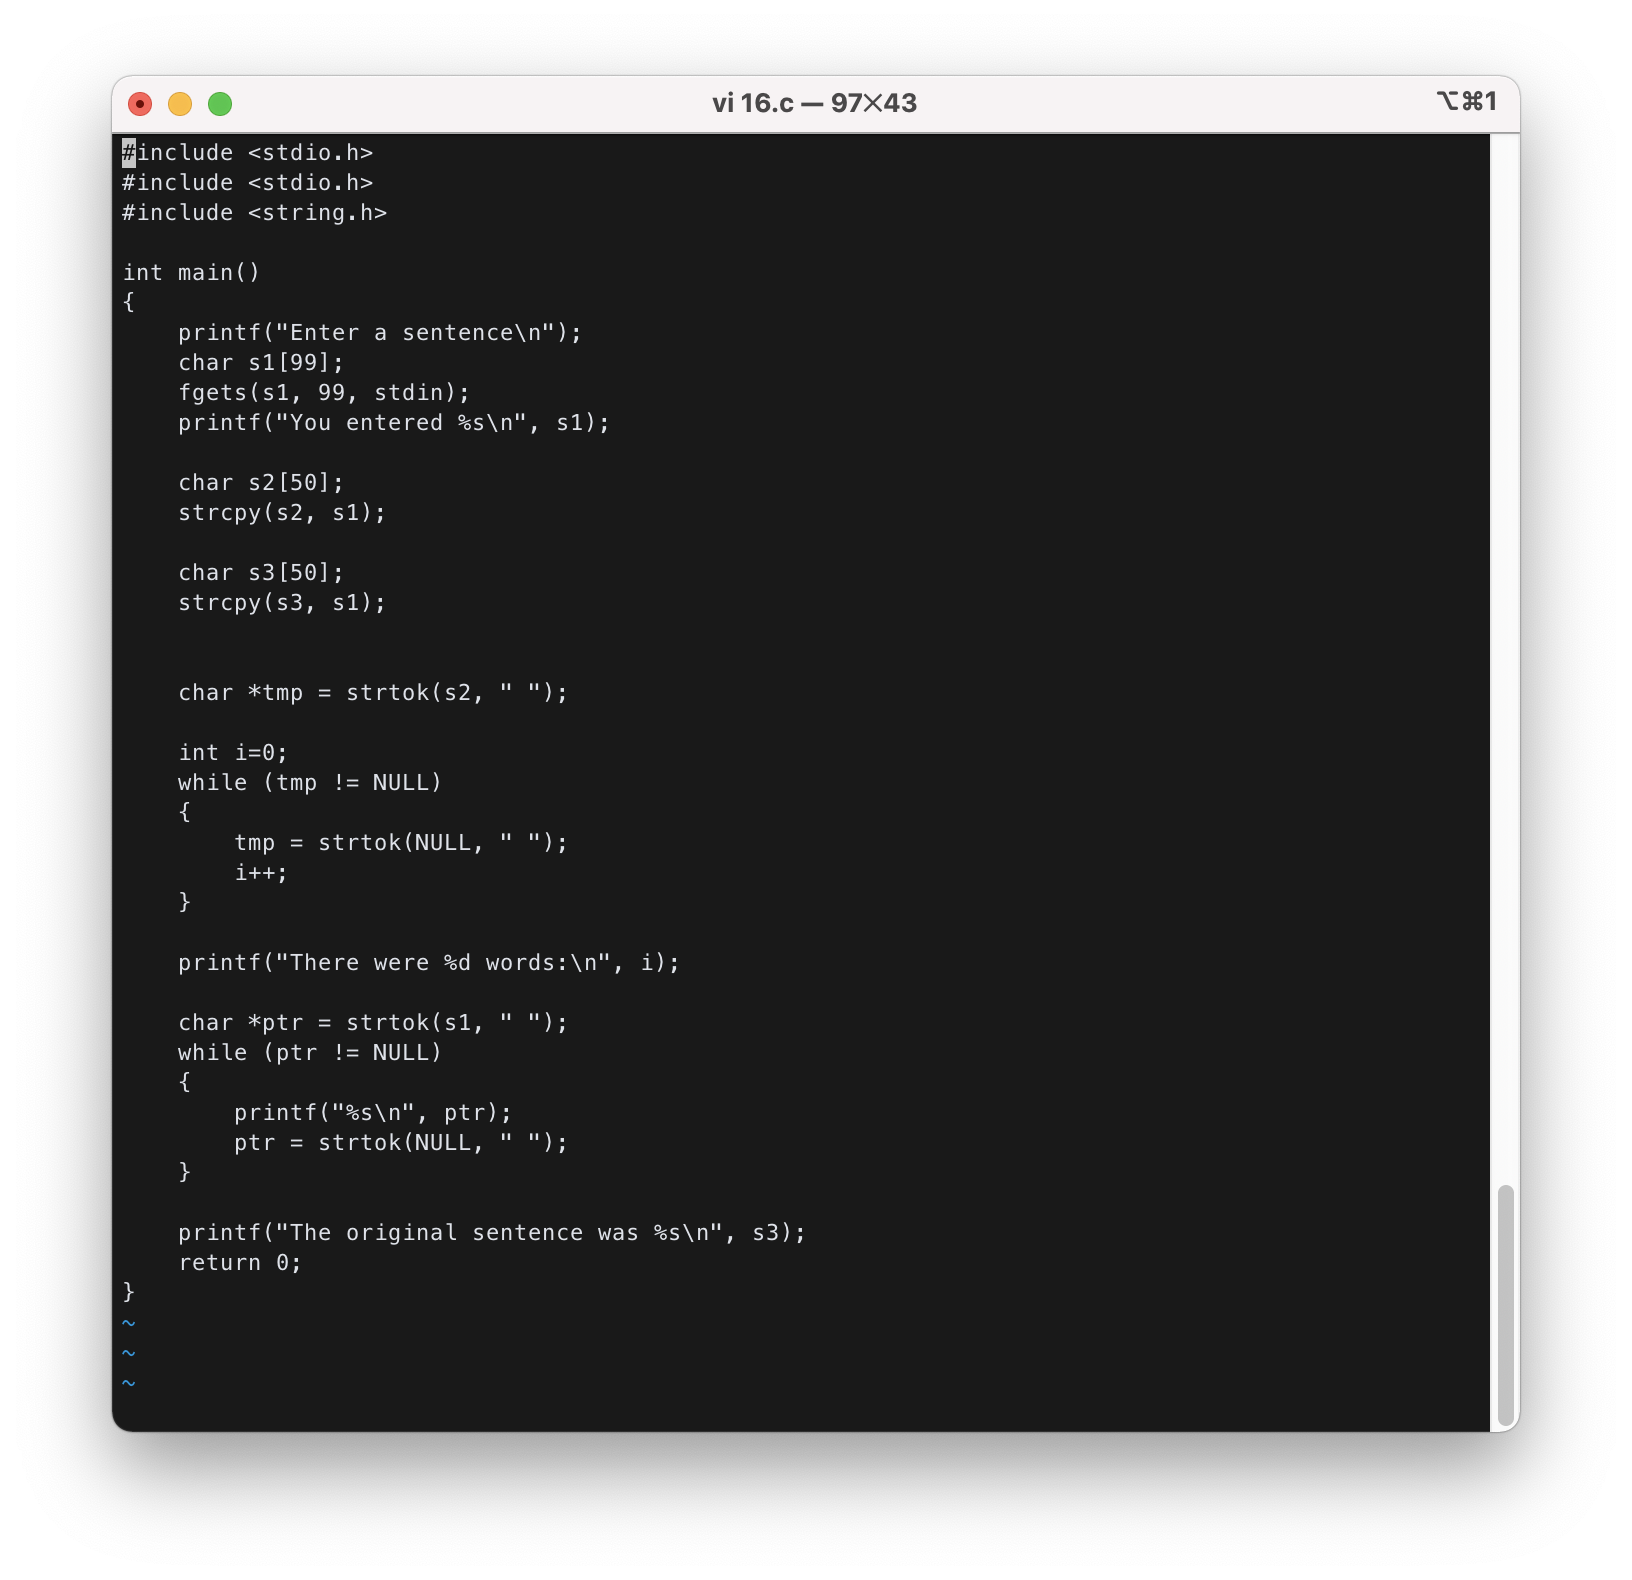 vi 16.c — 97✕43
⌥⌘1
#include <stdio.h>
#include <stdio.h>
#include <string.h>

int main()
{
    printf("Enter a sentence\n");
    char s1[99];
    fgets(s1, 99, stdin);
    printf("You entered %s\n", s1);

    char s2[50];
    strcpy(s2, s1);

    char s3[50];
    strcpy(s3, s1);


    char *tmp = strtok(s2, " ");

    int i=0;
    while (tmp != NULL)
    {
        tmp = strtok(NULL, " ");
        i++;
    }

    printf("There were %d words:\n", i);

    char *ptr = strtok(s1, " ");
    while (ptr != NULL)
    {
        printf("%s\n", ptr);
        ptr = strtok(NULL, " ");
    }

    printf("The original sentence was %s\n", s3);
    return 0;
}
~
~
~